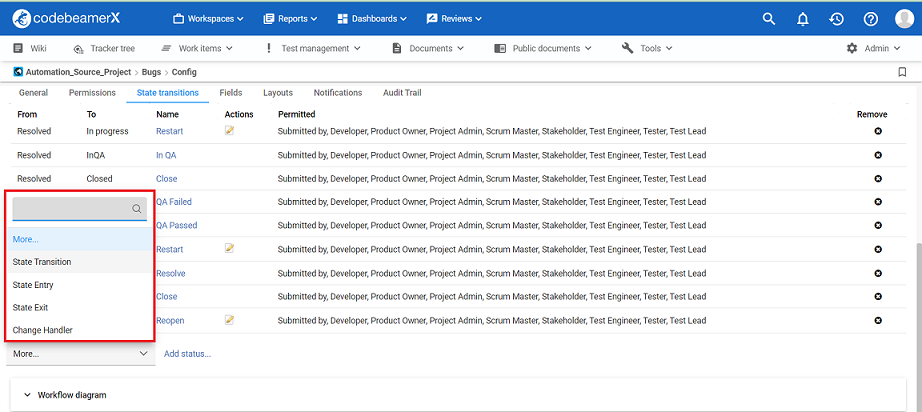 codebeamerX Workspaces Reports Dashboards Reviews
Wiki Tracker tree Work items Test management Documents Public documents Tools Admin
Automation_Source_Project > Bugs > Config
General Permissions State transitions Fields Layouts Notifications Audit Trail
From To Name Actions Permitted Remove
Resolved In progress Restart Submitted by, Developer, Product Owner, Project Admin, Scrum Master, Stakeholder, Test Engineer, Tester, Test Lead
Resolved InQA In QA Submitted by, Developer, Product Owner, Project Admin, Scrum Master, Stakeholder, Test Engineer, Tester, Test Lead
Resolved Closed Close Submitted by, Developer, Product Owner, Project Admin, Scrum Master, Stakeholder, Test Engineer, Tester, Test Lead
QA Failed Submitted by, Developer, Product Owner, Project Admin, Scrum Master, Stakeholder, Test Engineer, Tester, Test Lead
QA Passed Submitted by, Developer, Product Owner, Project Admin, Scrum Master, Stakeholder, Test Engineer, Tester, Test Lead
More...
Restart Submitted by, Developer, Product Owner, Project Admin, Scrum Master, Stakeholder, Test Engineer, Tester, Test Lead
State Transition
Resolve Submitted by, Developer, Product Owner, Project Admin, Scrum Master, Stakeholder, Test Engineer, Tester, Test Lead
State Entry
Close Submitted by, Developer, Product Owner, Project Admin, Scrum Master, Stakeholder, Test Engineer, Tester, Test Lead
State Exit
Reopen Submitted by, Developer, Product Owner, Project Admin, Scrum Master, Stakeholder, Test Engineer, Tester, Test Lead
Change Handler
More... Add status...
Workflow diagram